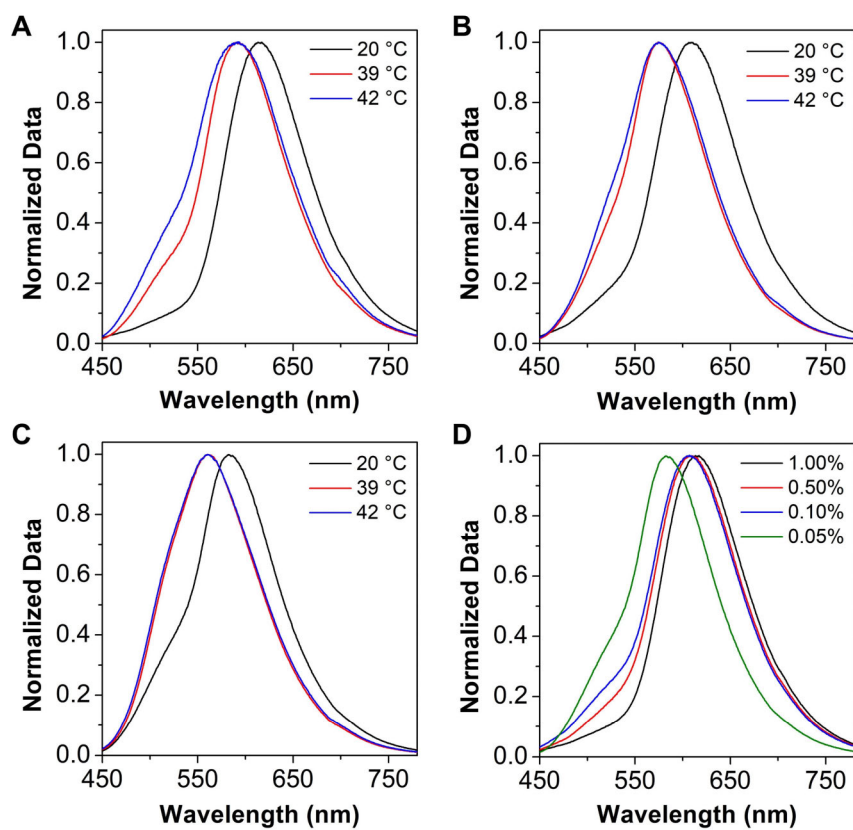 A
1.0
0.8
0.6
0.4
0.2
0.0
Normalized Data
20 °C
39 °C
42 °C
450
550
650
750
Wavelength (nm)
B
1.0
0.8
0.6
0.4
0.2
0.0
Normalized Data
20 °C
39 °C
42 °C
450
550
650
750
Wavelength (nm)
C
1.0
0.8
0.6
0.4
0.2
0.0
Normalized Data
20 °C
39 °C
42 °C
450
550
650
750
Wavelength (nm)
D
1.0
0.8
0.6
0.4
0.2
0.0
Normalized Data
1.00%
0.50%
0.10%
0.05%
450
550
650
750
Wavelength (nm)